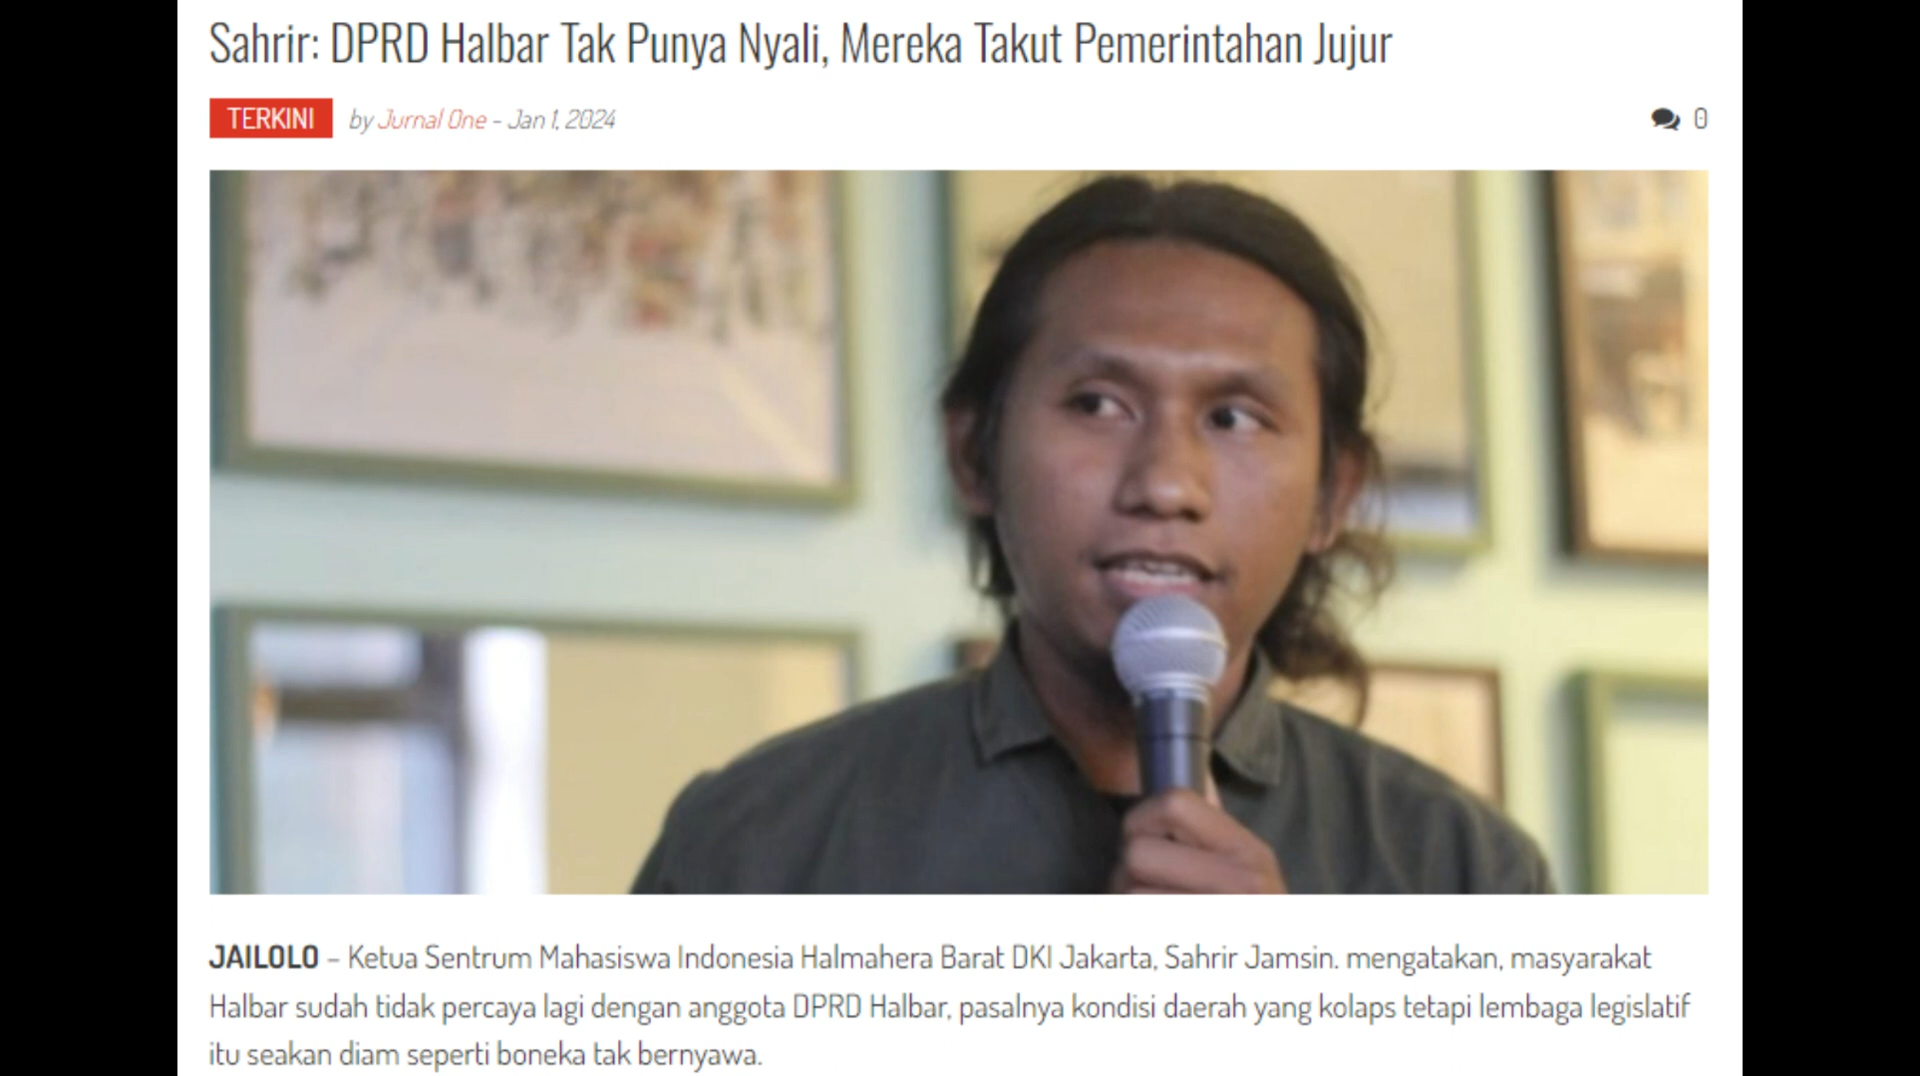 Sahrir: DPRD Halbar Tak Punya Nyali, Mereka Takut Pemerintahan Jujur
TERKINI by Jurnal One - Jan 1, 2024 0
JAILOLO – Ketua Sentrum Mahasiswa Indonesia Halmahera Barat DKI Jakarta, Sahrir Jamsin. mengatakan, masyarakat
Halbar sudah tidak percaya lagi dengan anggota DPRD Halbar, pasalnya kondisi daerah yang kolaps tetapi lembaga legislatif
itu seakan diam seperti boneka tak bernyawa.